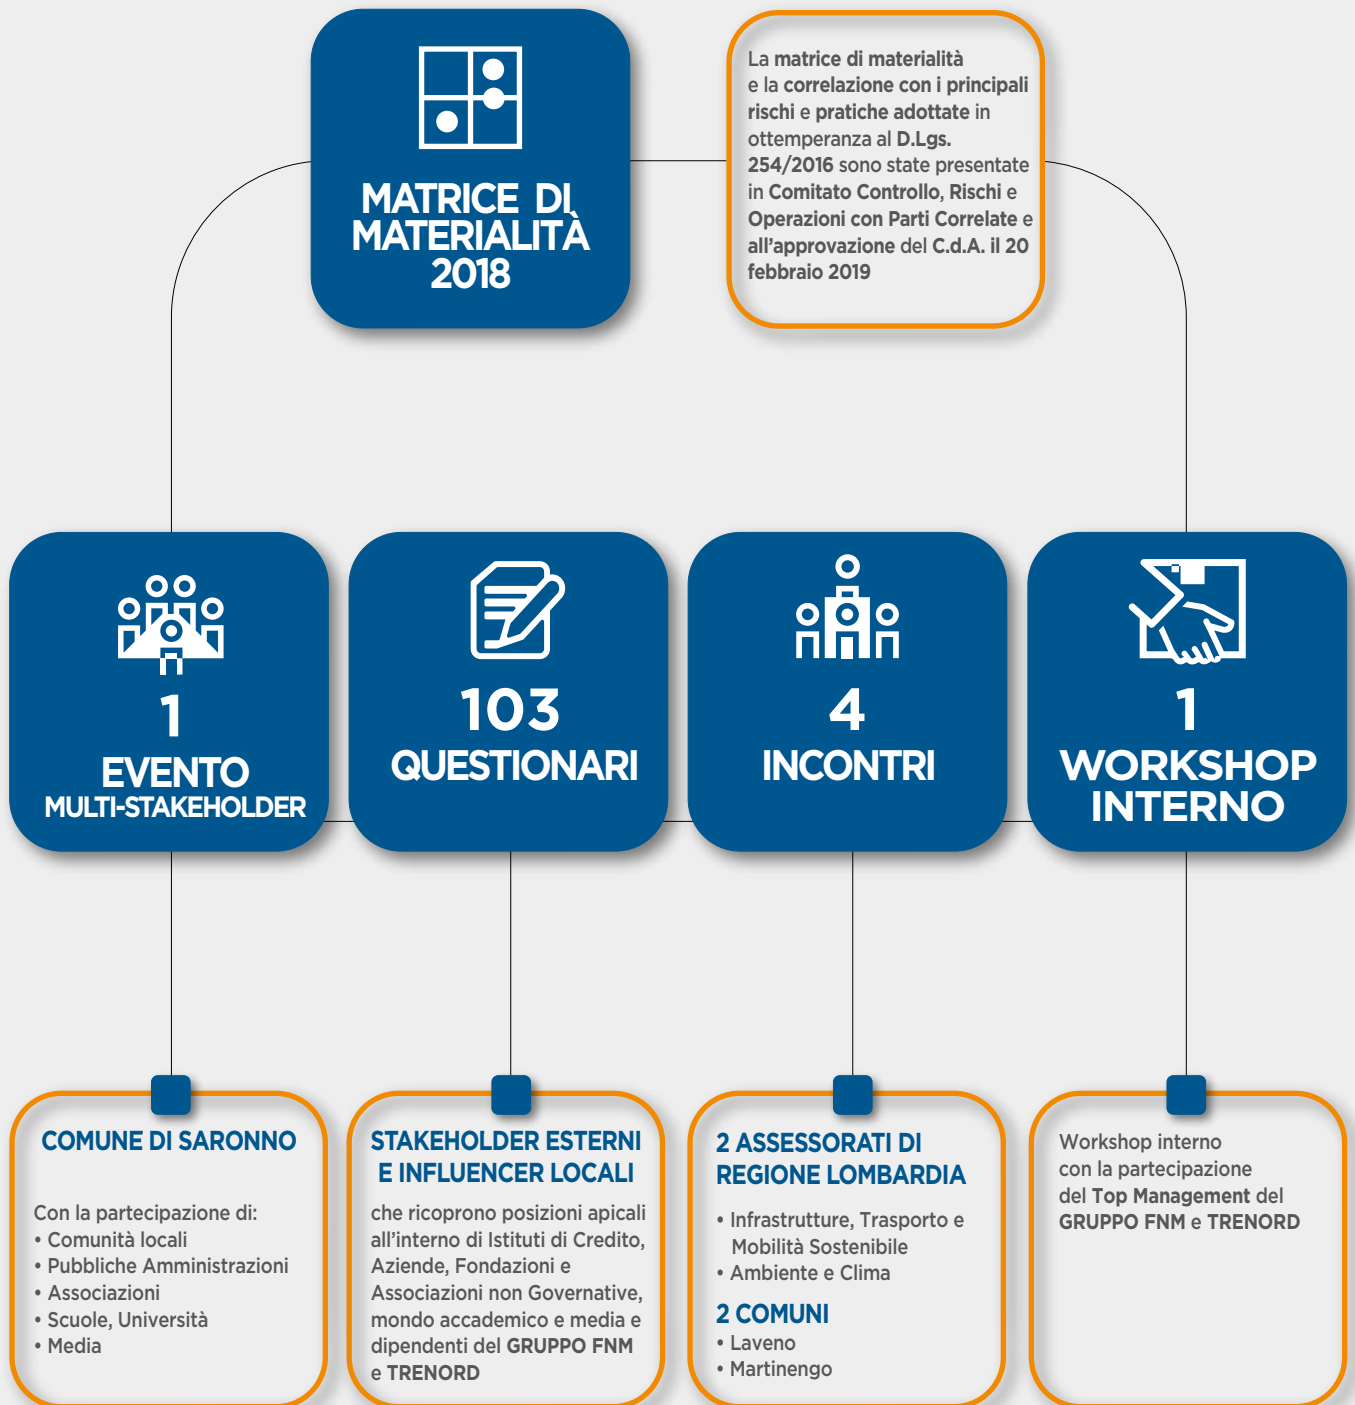 MATRICE DI
MATERIALITÀ
2018
La matrice di materialità
e la correlazione con i principali
rischi e pratiche adottate in
ottemperanza al D.Lgs.
254/2016 sono state presentate
in Comitato Controllo, Rischi e
Operazioni con Parti Correlate e
all'approvazione del C.d.A. il 20
febbraio 2019
1
EVENTO
MULTI-STAKEHOLDER
103
QUESTIONARI
4
INCONTRI
1
WORKSHOP
INTERNO
COMUNE DI SARONNO
Con la partecipazione di:
• Comunità locali
• Pubbliche Amministrazioni
• Associazioni
• Scuole, Università
• Media
STAKEHOLDER ESTERNI
E INFLUENCER LOCALI
che ricoprono posizioni apicali
all'interno di Istituti di Credito,
Aziende, Fondazioni e
Associazioni non Governative,
mondo accademico e media e
dipendenti del GRUPPO FNM
e TRENORD
2 ASSESSORATI DI
REGIONE LOMBARDIA
• Infrastrutture, Trasporto e
Mobilità Sostenibile
• Ambiente e Clima
2 COMUNI
• Laveno
• Martinengo
Workshop interno
con la partecipazione
del Top Management del
GRUPPO FNM e TRENORD